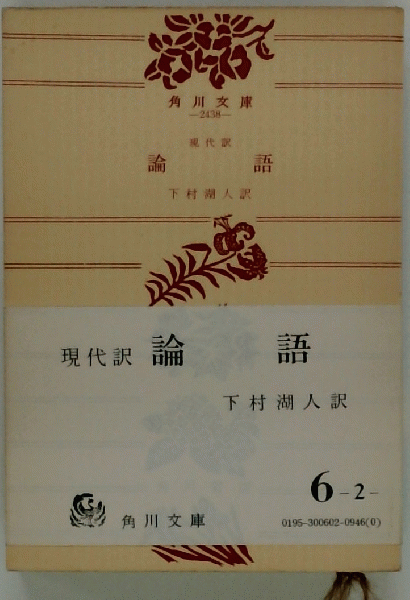 角川文庫
—2438—
現代訳
論語
下村湖人訳
現代訳 論語
下村湖人訳
6-2-
角川文庫
0195-300602-0946(0)